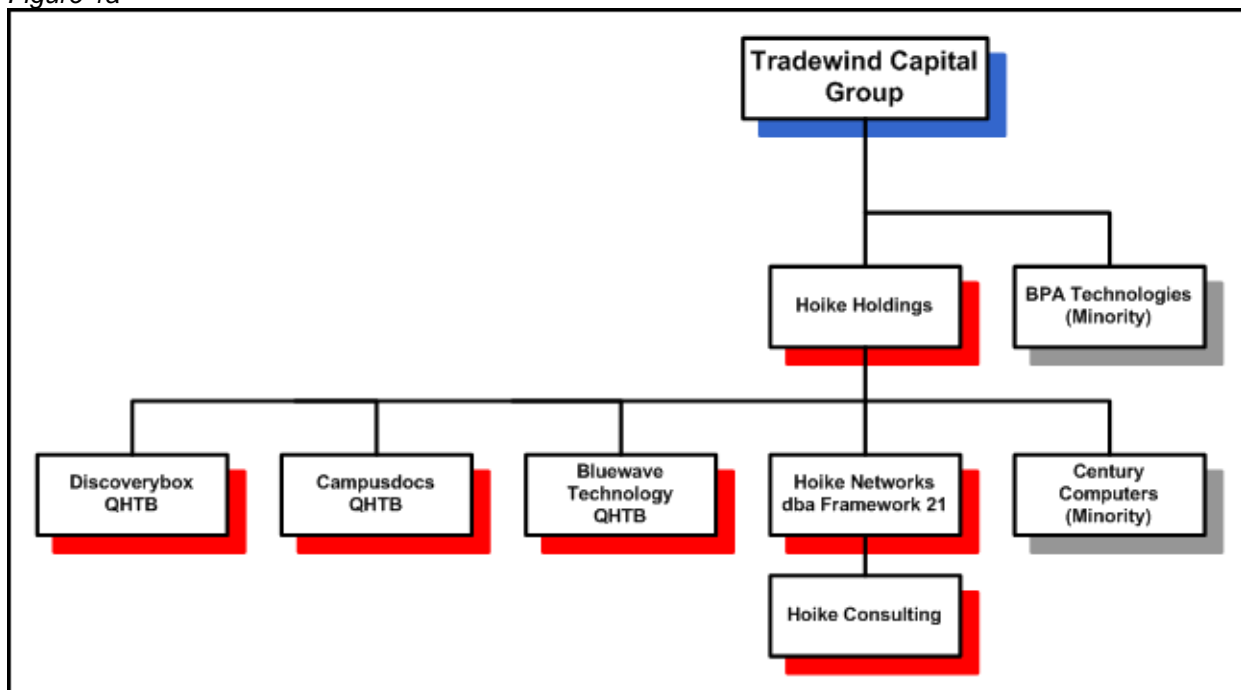 Figure 1a
Tradewind Capital
Group
Hoike Holdings
BPA Technologies
(Minority)
Discoverybox
QHTB
Campusdocs
QHTB
Bluewave
Technology
QHTB
Hoike Networks
dba Framework 21
Century
Computers
(Minority)
Hoike Consulting